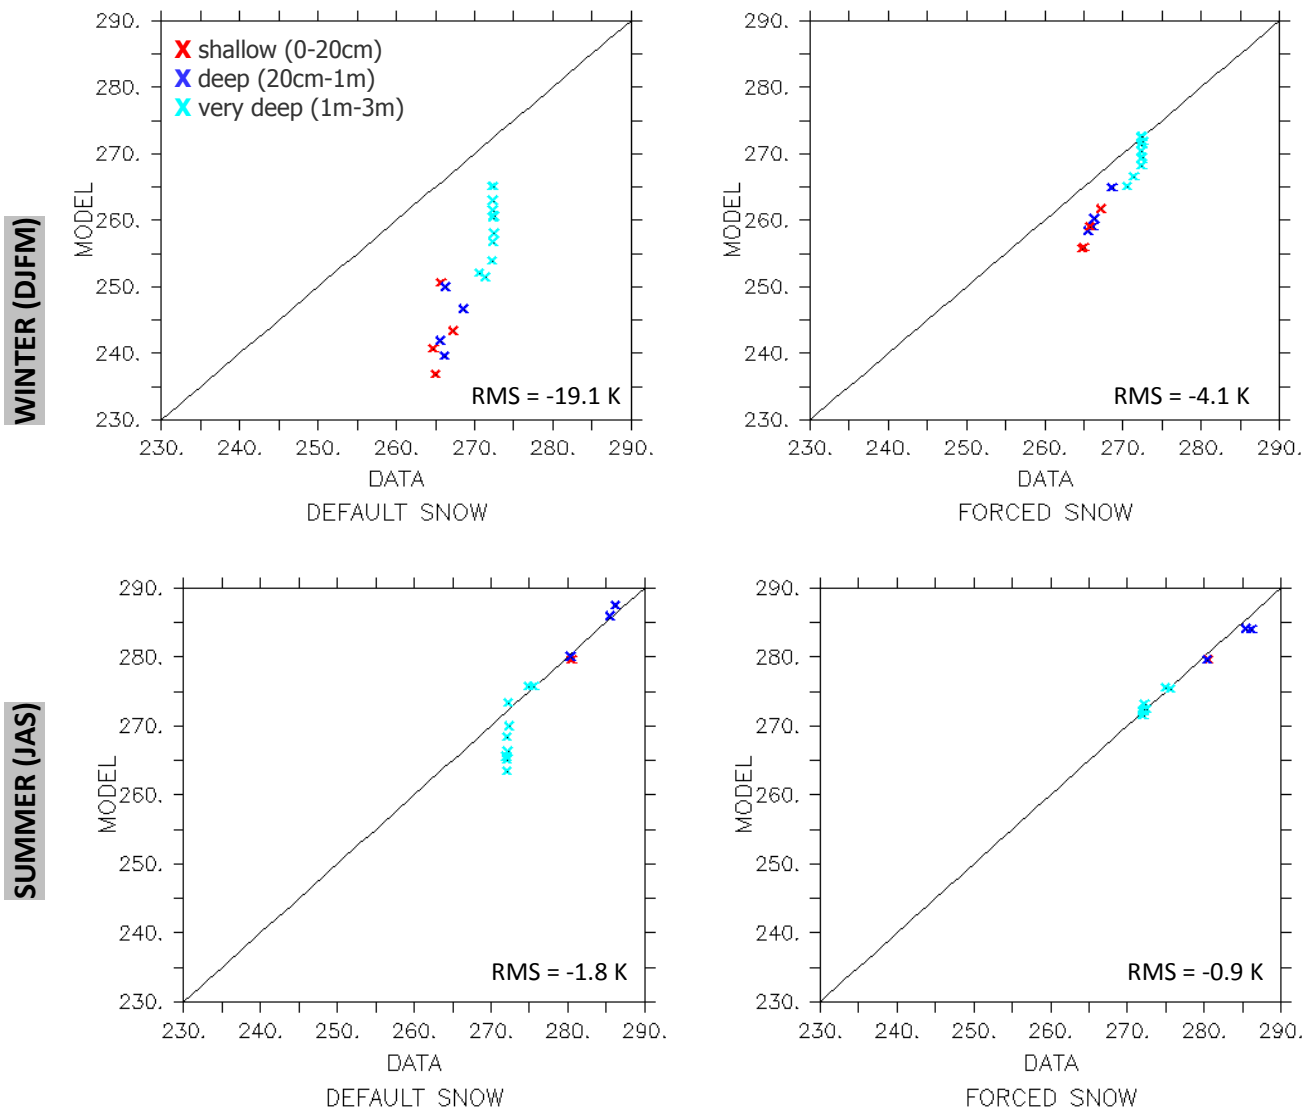 WINTER (DJFM)
290.
280.
270.
260.
250.
240.
230.
MODEL
X shallow (0-20cm)
X deep (20cm-1m)
X very deep (1m-3m)
RMS = -19.1 K
230. 240. 250. 260. 270. 280. 290.
DATA
DEFAULT SNOW
290.
280.
270.
260.
250.
240.
230.
MODEL
RMS = -4.1 K
230. 240. 250. 260. 270. 280. 290.
DATA
FORCED SNOW
SUMMER (JAS)
290.
280.
270.
260.
250.
240.
230.
MODEL
RMS = -1.8 K
230. 240. 250. 260. 270. 280. 290.
DATA
DEFAULT SNOW
290.
280.
270.
260.
250.
240.
230.
MODEL
RMS = -0.9 K
230. 240. 250. 260. 270. 280. 290.
DATA
FORCED SNOW